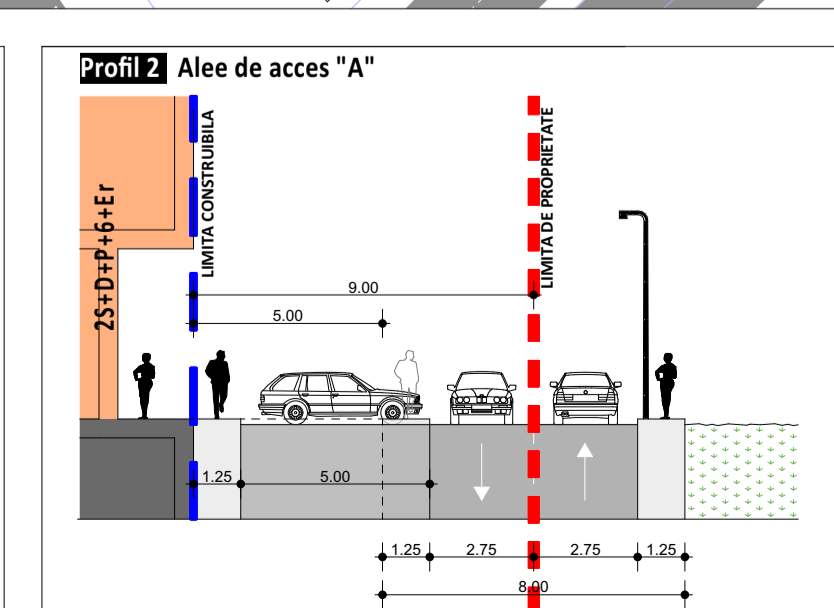 Profil 2 Alee de acces "A"
LIMITA CONSTRUIBILA
LIMITA DE PROPRIETATE
2S+D+P+6+Er
9.00
5.00
1.25 5.00
1.25 2.75 2.75 1.25
8.00